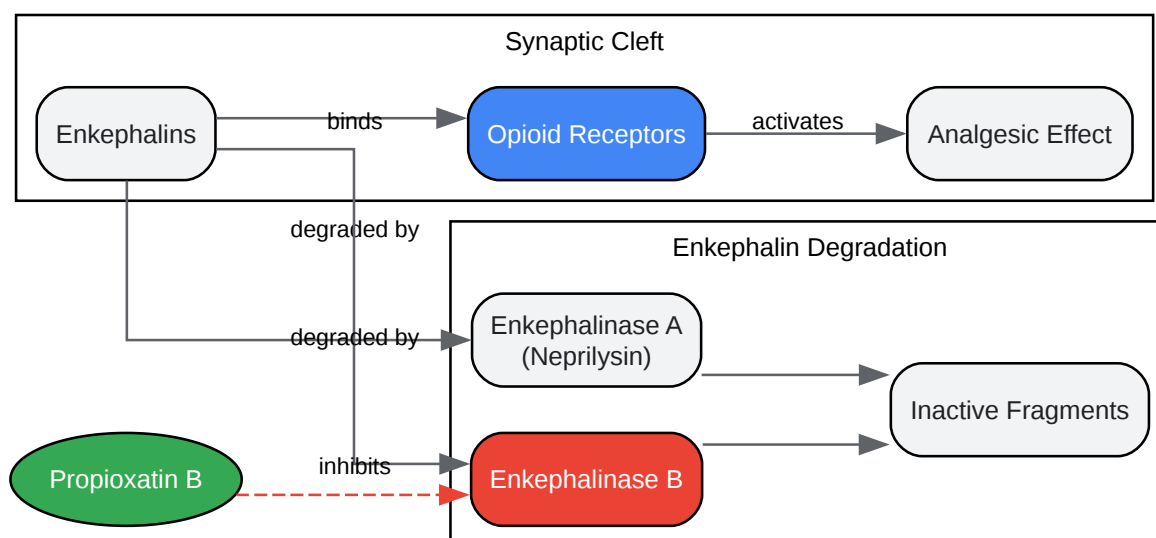 Synaptic Cleft
Enkephalins
binds
Opioid Receptors
activates
Analgesic Effect
degraded by
Enkephalin Degradation
degraded by
Enkephalinase A
(Neprilysin)
Inactive Fragments
Propioxatin B
inhibits
Enkephalinase B